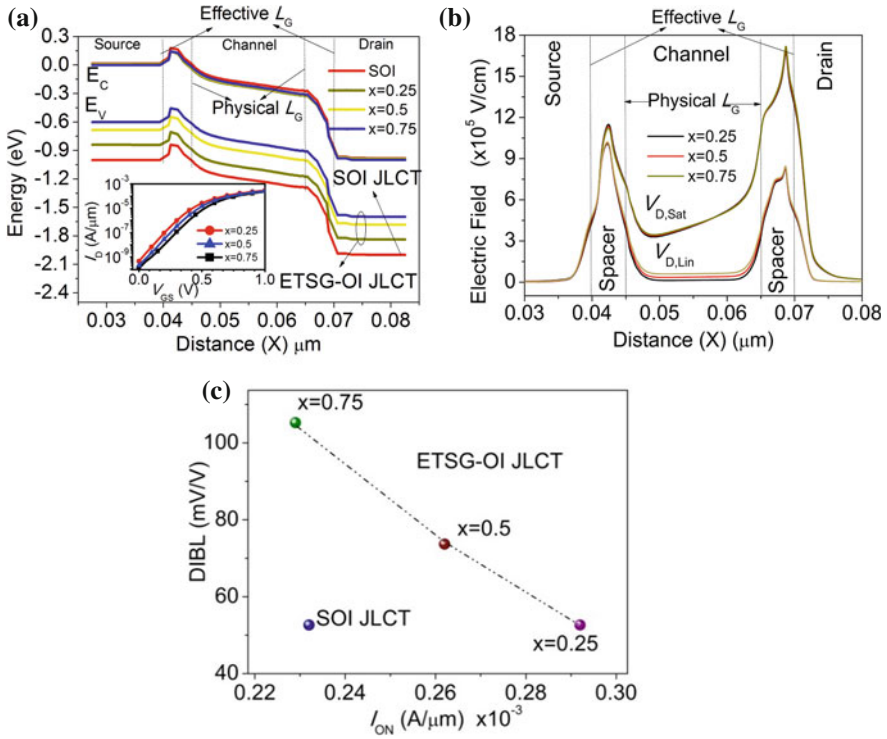 (a)
Effective L_G
Source Channel Drain
0.3
0.0
-0.3
-0.6
-0.9
-1.2
-1.5
-1.8
-2.1
-2.4
Energy (eV)
E_C
E_V
Physical L_G
SOI
x=0.25
x=0.5
x=0.75
SOI JLCT
ETSG-OI JLCT
10^-3
10^-5
10^-7
10^-9
I_D (A/μm)
x=0.25
x=0.5
x=0.75
0.0 0.5 1.0
V_GS (V)
0.03 0.04 0.05 0.06 0.07 0.08
Distance (X) μm
(b)
Effective L_G
Source
Channel
Drain
Physical L_G
18
15
12
9
6
3
0
Electric Field (x10^5 V/cm)
x=0.25
x=0.5
x=0.75
V_D,Sat
V_D,Lin
Spacer
Spacer
0.03 0.04 0.05 0.06 0.07 0.08
Distance (X) (μm)
(c)
100
80
60
40
DIBL (mV/V)
x=0.75
ETSG-OI JLCT
x=0.5
SOI JLCT
x=0.25
0.22 0.24 0.26 0.28 0.30
I_ON (A/μm) x10^-3